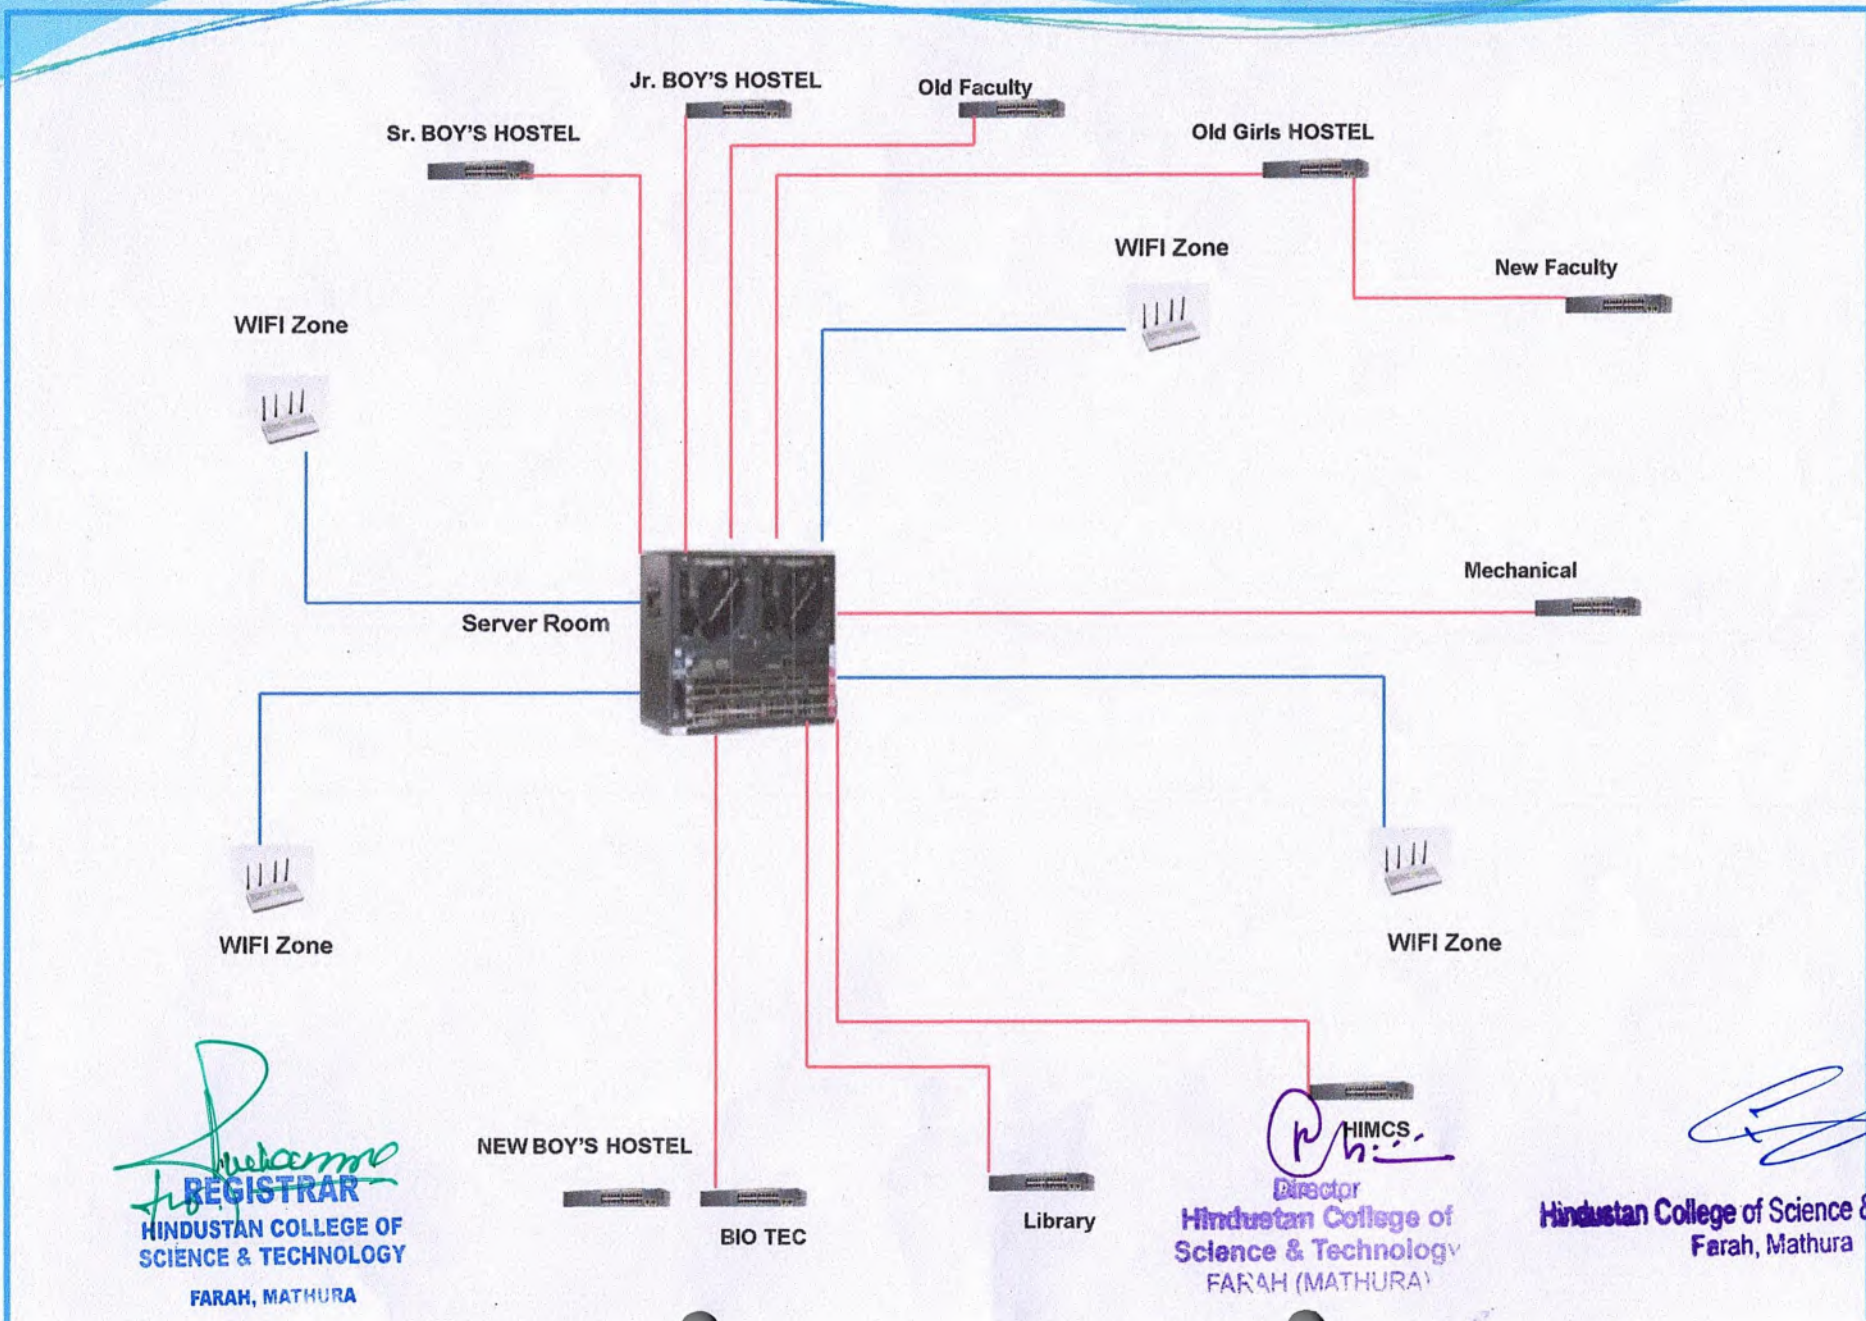 Jr. BOY'S HOSTEL
Old Faculty
Sr. BOY'S HOSTEL
Old Girls HOSTEL
WIFI Zone
New Faculty
WIFI Zone
Mechanical
Server Room
WIFI Zone
WIFI Zone
NEW BOY'S HOSTEL
BIO TEC
Library
HIMCS
REGISTRAR
HINDUSTAN COLLEGE OF
SCIENCE & TECHNOLOGY
FARAH, MATHURA
Director
Hindustan College of
Science & Technology
FARAH (MATHURA)
Hindustan College of Science &
Farah, Mathura